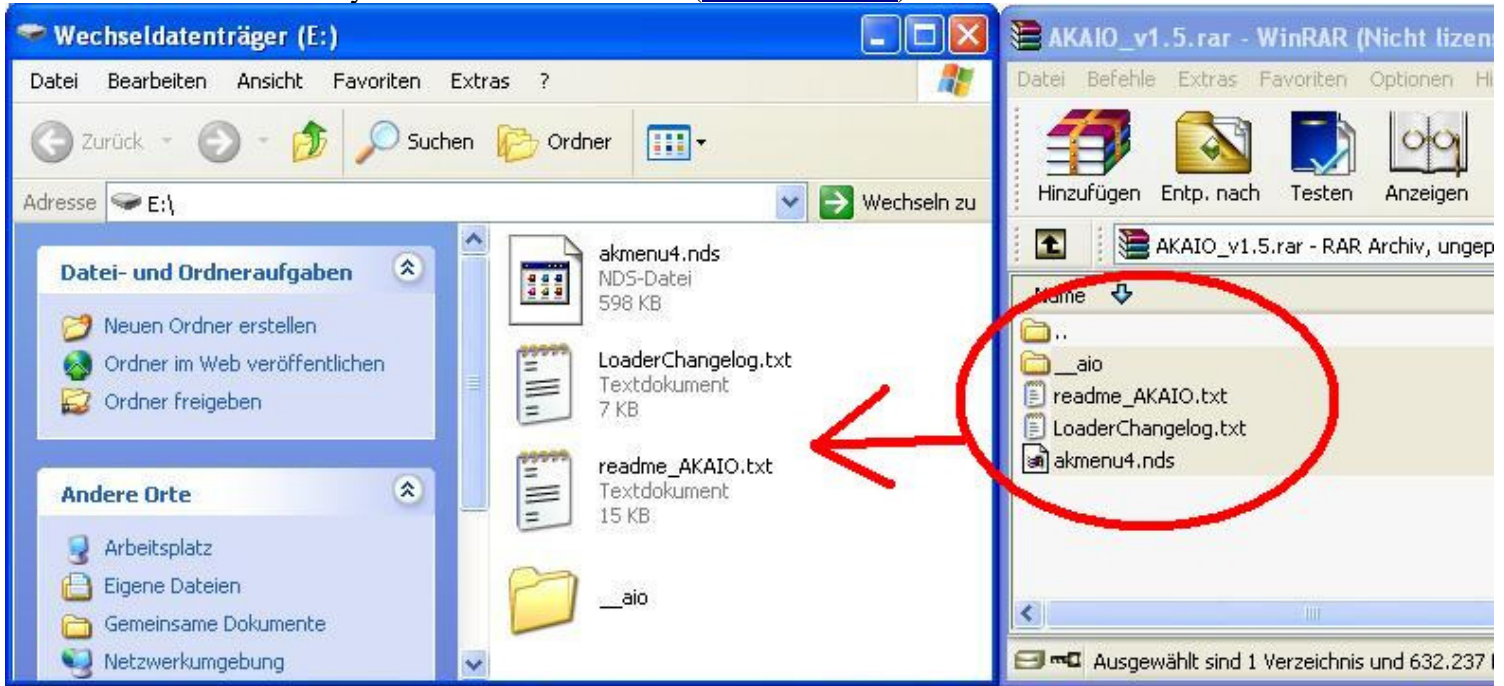 Wechseldatenträger (E:)
Datei Bearbeiten Ansicht Favoriten Extras ?
Zurück Suchen Ordner
Adresse E:\ Wechseln zu
Datei- und Ordneraufgaben
Neuen Ordner erstellen
Ordner im Web veröffentlichen
Ordner freigeben
Andere Orte
Arbeitsplatz
Eigene Dateien
Gemeinsame Dokumente
Netzwerkumgebung
akmenu4.nds
NDS-Datei
598 KB
LoaderChangelog.txt
Textdokument
7 KB
readme_AKAIO.txt
Textdokument
15 KB
__aio
AKAIO_v1.5.rar - WinRAR (Nicht lizens
Datei Befehle Extras Favoriten Optionen Hi
Hinzufügen Entp. nach Testen Anzeigen
AKAIO_v1.5.rar - RAR Archiv, ungep
Name
..
__aio
readme_AKAIO.txt
LoaderChangelog.txt
akmenu4.nds
Ausgewählt sind 1 Verzeichnis und 632.237